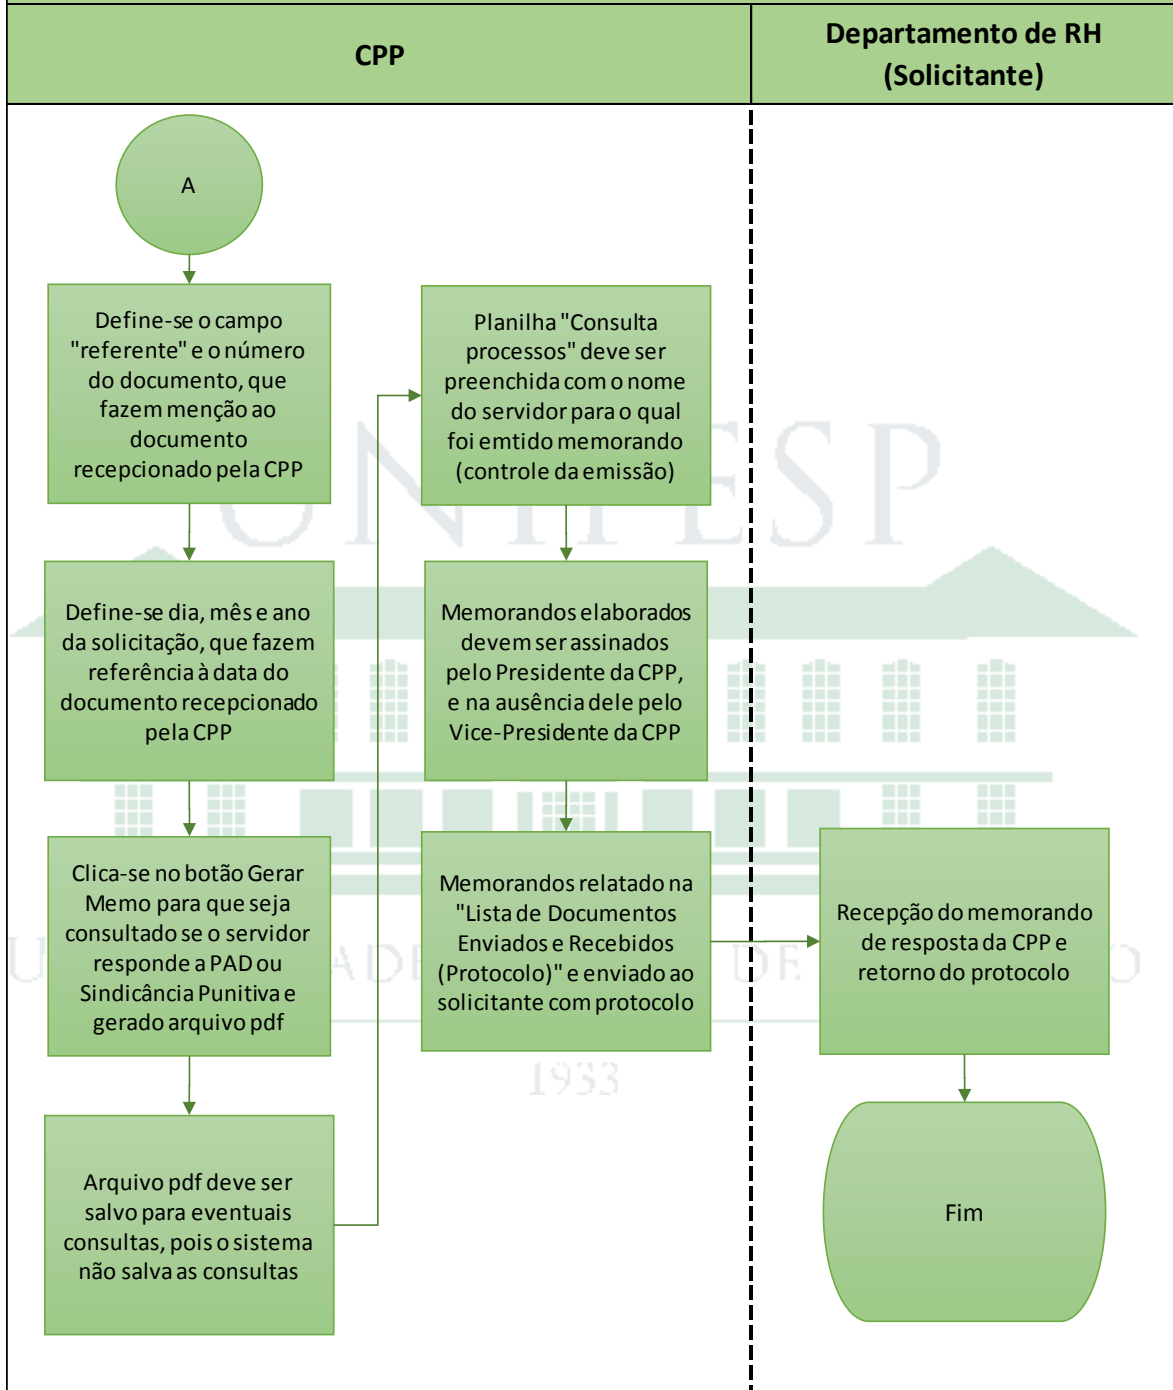 CPP
Departamento de RH
(Solicitante)
A
Define-se o campo
"referente" e o número
do documento, que
fazem menção ao
documento
recepcionado pela CPP
Define-se dia, mês e ano
da solicitação, que fazem
referência à data do
documento recepcionado
pela CPP
Clica-se no botão Gerar
Memo para que seja
consultado se o servidor
responde a PAD ou
Sindicância Punitiva e
gerado arquivo pdf
Arquivo pdf deve ser
salvo para eventuais
consultas, pois o sistema
não salva as consultas
Planilha "Consulta
processos" deve ser
preenchida com o nome
do servidor para o qual
foi emtido memorando
(controle da emissão)
Memorandos elaborados
devem ser assinados
pelo Presidente da CPP,
e na ausência dele pelo
Vice-Presidente da CPP
Memorandos relatado na
"Lista de Documentos
Enviados e Recebidos
(Protocolo)" e enviado ao
solicitante com protocolo
Recepção do memorando
de resposta da CPP e
retorno do protocolo
Fim
UNIFESP
1933